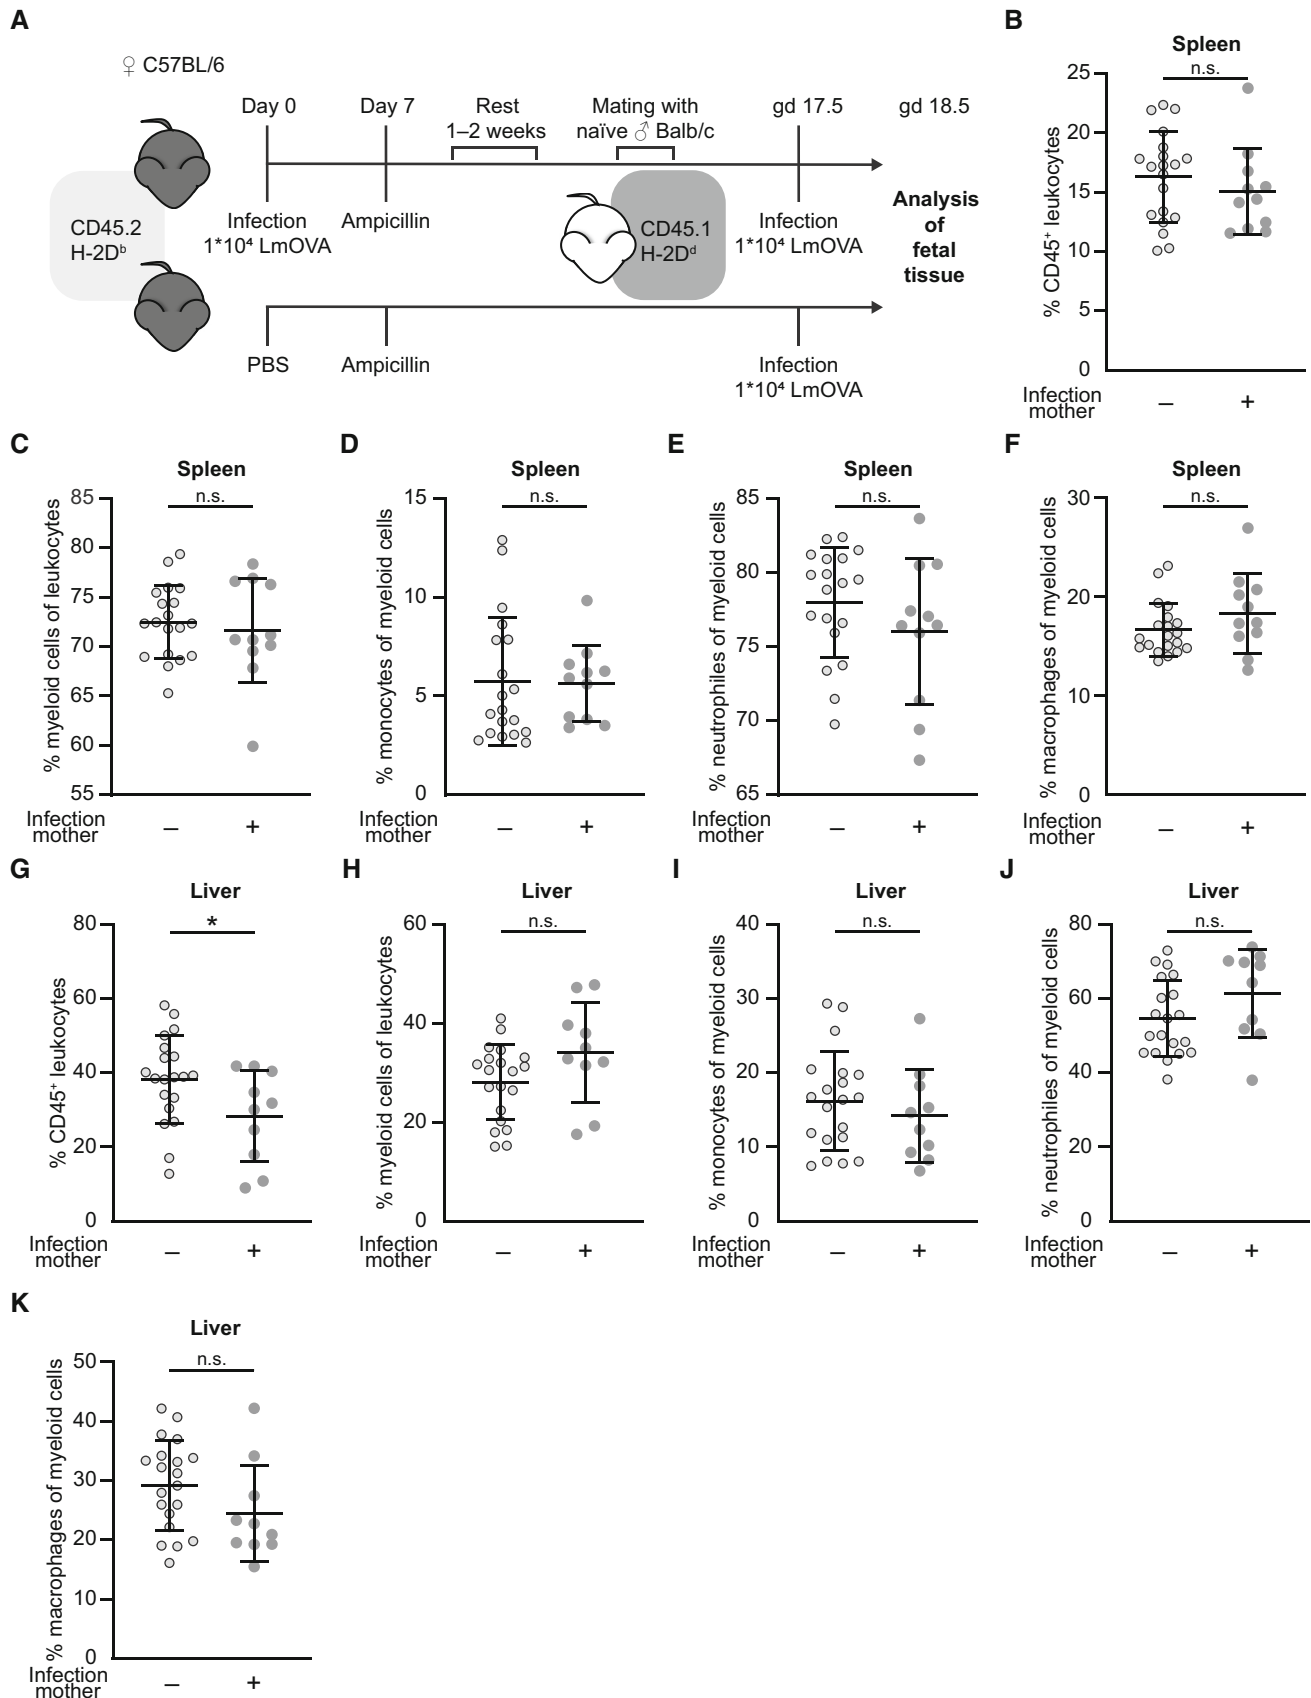 A
♀ C57BL/6
Day 0
Day 7
Rest
1–2 weeks
Mating with
naïve ♂ Balb/c
gd 17.5
gd 18.5
CD45.2
H-2Dᵇ
Infection
1*10⁴ LmOVA
Ampicillin
CD45.1
H-2Dᵈ
Infection
1*10⁴ LmOVA
Analysis
of
fetal
tissue
PBS
Ampicillin
Infection
1*10⁴ LmOVA
B
Spleen
n.s.
% CD45⁺ leukocytes
25
20
15
10
5
0
Infection
mother
– +
C
Spleen
n.s.
% myeloid cells of leukocytes
85
80
75
70
65
60
55
Infection
mother
– +
D
Spleen
n.s.
% monocytes of myeloid cells
15
10
5
0
Infection
mother
– +
E
Spleen
n.s.
% neutrophiles of myeloid cells
85
80
75
70
65
Infection
mother
– +
F
Spleen
n.s.
% macrophages of myeloid cells
30
20
10
0
Infection
mother
– +
G
Liver
*
% CD45⁺ leukocytes
80
60
40
20
0
Infection
mother
– +
H
Liver
n.s.
% myeloid cells of leukocytes
60
40
20
0
Infection
mother
– +
I
Liver
n.s.
% monocytes of myeloid cells
40
30
20
10
0
Infection
mother
– +
J
Liver
n.s.
% neutrophiles of myeloid cells
80
60
40
20
0
Infection
mother
– +
K
Liver
n.s.
% macrophages of myeloid cells
50
40
30
20
10
0
Infection
mother
– +